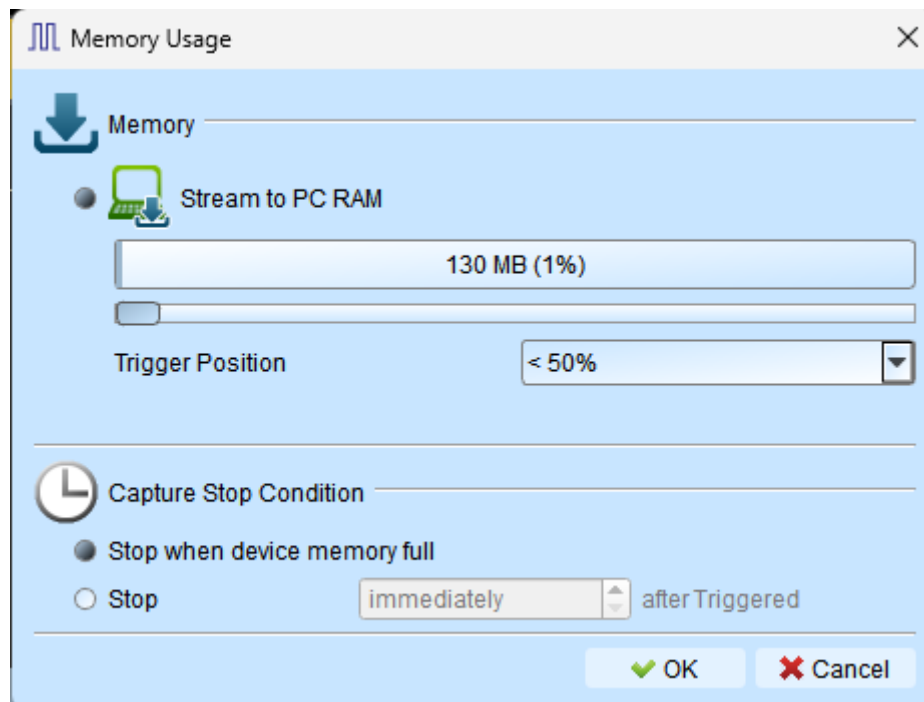 Memory Usage
Memory
Stream to PC RAM
130 MB (1%)
Trigger Position < 50%
Capture Stop Condition
Stop when device memory full
Stop immediately after Triggered
OK Cancel